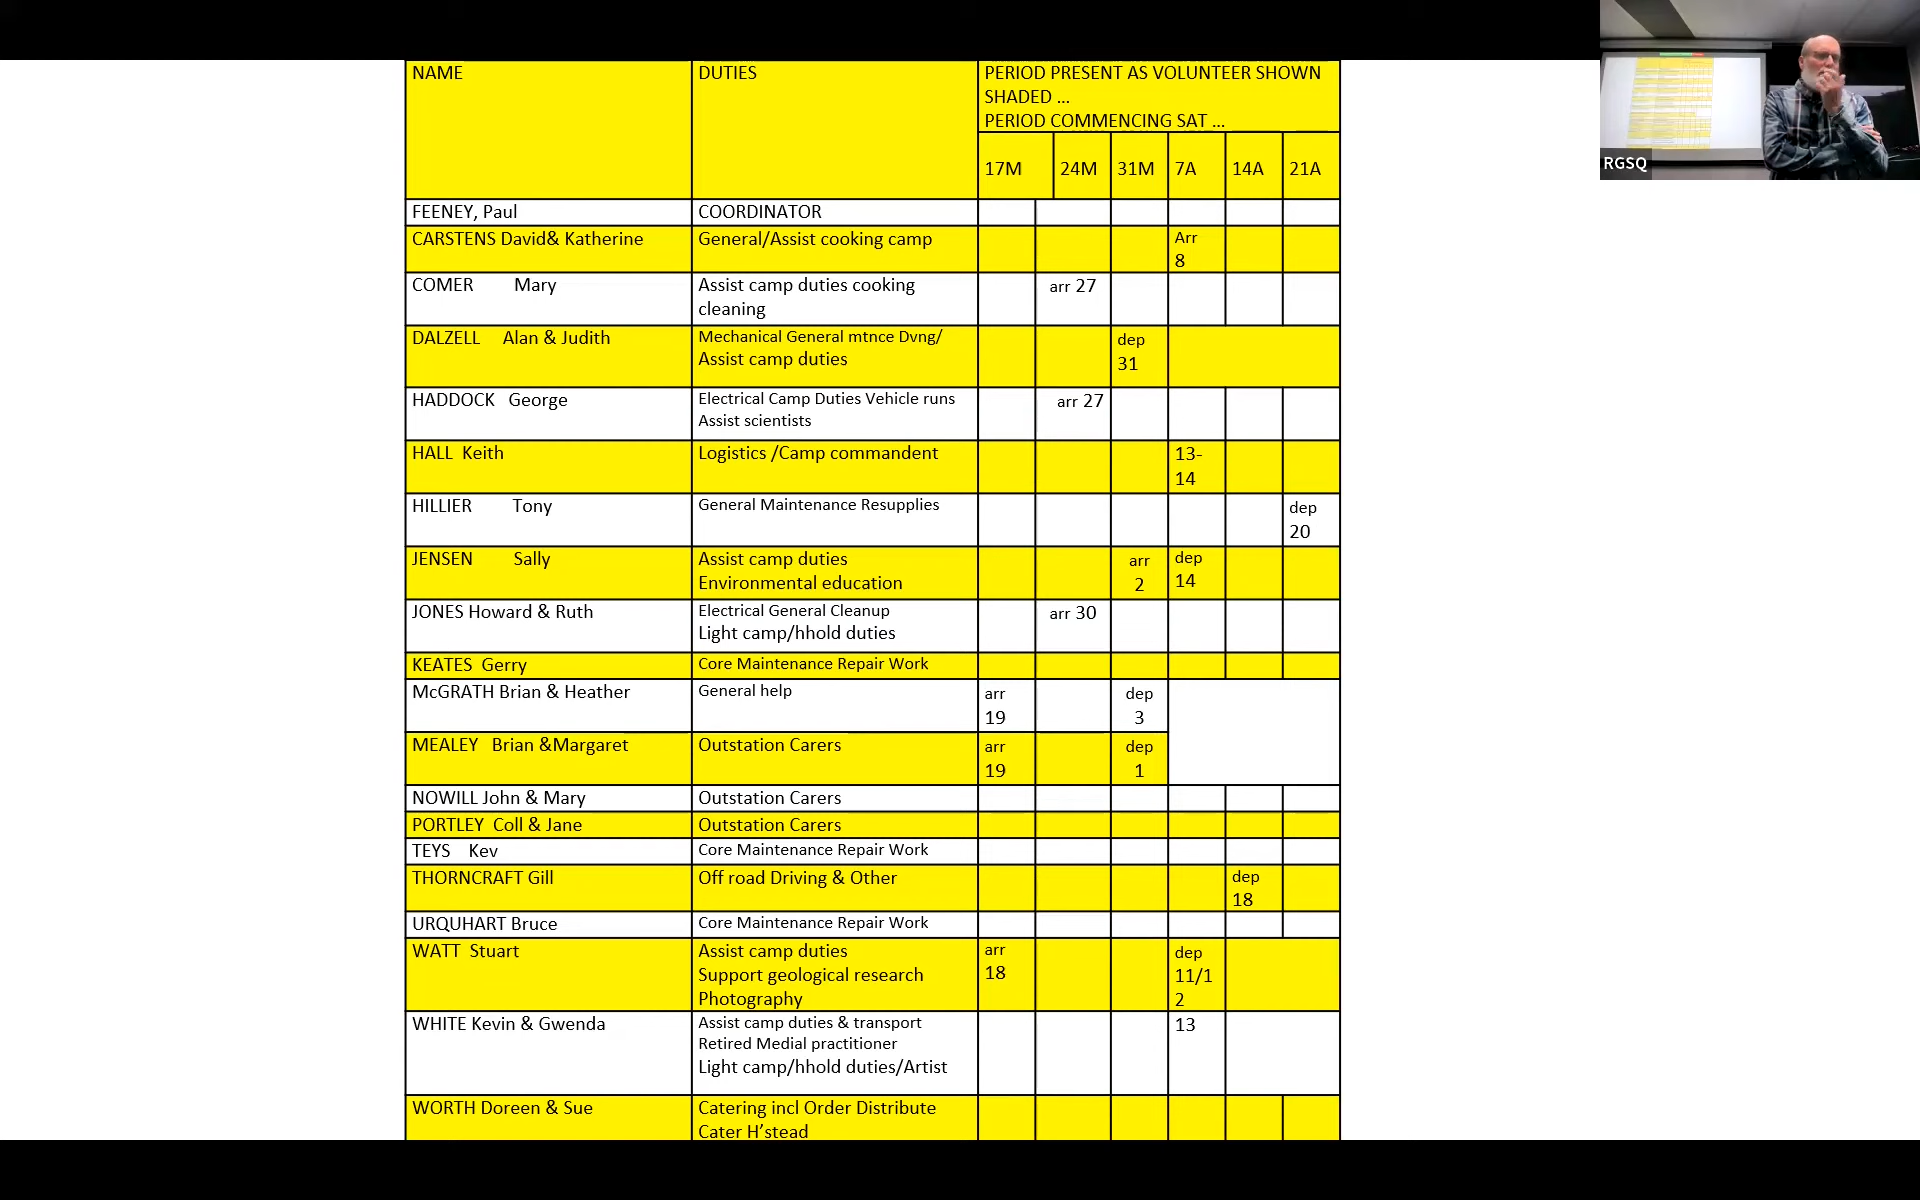 NAME DUTIES PERIOD PRESENT AS VOLUNTEER SHOWN
SHADED ...
PERIOD COMMENCING SAT ...
17M 24M 31M 7A 14A 21A
FEENEY, Paul COORDINATOR
CARSTENS David& Katherine General/Assist cooking camp Arr
8
COMER Mary Assist camp duties cooking arr 27
cleaning
DALZELL Alan & Judith Mechanical General mtnce Dvng/ dep
Assist camp duties 31
HADDOCK George Electrical Camp Duties Vehicle runs arr 27
Assist scientists
HALL Keith Logistics /Camp commandent 13-
14
HILLIER Tony General Maintenance Resupplies dep
20
JENSEN Sally Assist camp duties arr dep
Environmental education 2 14
JONES Howard & Ruth Electrical General Cleanup arr 30
Light camp/hhold duties
KEATES Gerry Core Maintenance Repair Work
McGRATH Brian & Heather General help arr dep
19 3
MEALEY Brian &Margaret Outstation Carers arr dep
19 1
NOWILL John & Mary Outstation Carers
PORTLEY Coll & Jane Outstation Carers
TEYS Kev Core Maintenance Repair Work
THORNCRAFT Gill Off road Driving & Other dep
18
URQUHART Bruce Core Maintenance Repair Work
WATT Stuart Assist camp duties arr dep
Support geological research 18 11/1
Photography 2
WHITE Kevin & Gwenda Assist camp duties & transport 13
Retired Medial practitioner
Light camp/hhold duties/Artist
WORTH Doreen & Sue Catering incl Order Distribute
Cater H'stead
RGSQ